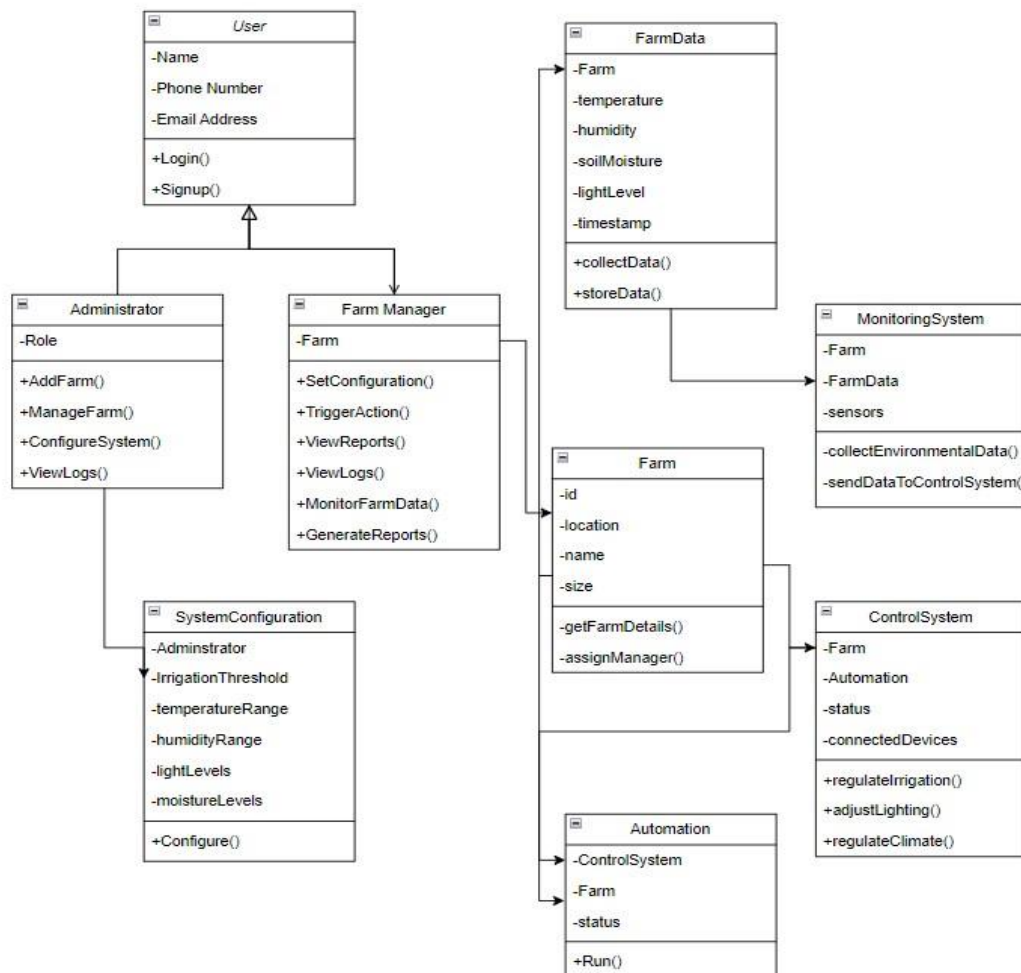 User
-Name
-Phone Number
-Email Address
+Login()
+Signup()
FarmData
-Farm
-temperature
-humidity
-soilMoisture
-lightLevel
-timestamp
+collectData()
+storeData()
Administrator
-Role
+AddFarm()
+ManageFarm()
+ConfigureSystem()
+ViewLogs()
Farm Manager
-Farm
+SetConfiguration()
+TriggerAction()
+ViewReports()
+ViewLogs()
+MonitorFarmData()
+GenerateReports()
MonitoringSystem
-Farm
-FarmData
-sensors
-collectEnvironmentalData()
-sendDataToControlSystem()
Farm
-id
-location
-name
-size
-getFarmDetails()
-assignManager()
SystemConfiguration
-Adminstrator
-IrrigationThreshold
-temperatureRange
-humidityRange
-lightLevels
-moistureLevels
+Configure()
ControlSystem
-Farm
-Automation
-status
-connectedDevices
+regulateIrrigation()
+adjustLighting()
+regulateClimate()
Automation
-ControlSystem
-Farm
-status
+Run()